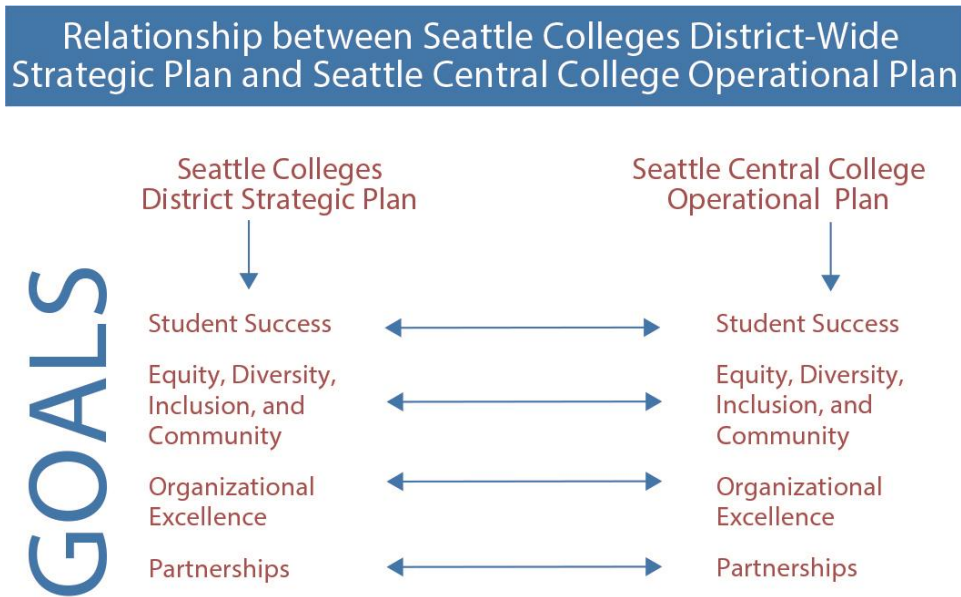 Relationship between Seattle Colleges District-Wide
Strategic Plan and Seattle Central College Operational Plan
Seattle Colleges
District Strategic Plan
Seattle Central College
Operational Plan
GOALS
Student Success
Student Success
Equity, Diversity,
Inclusion, and
Community
Equity, Diversity,
Inclusion, and
Community
Organizational
Excellence
Organizational
Excellence
Partnerships
Partnerships